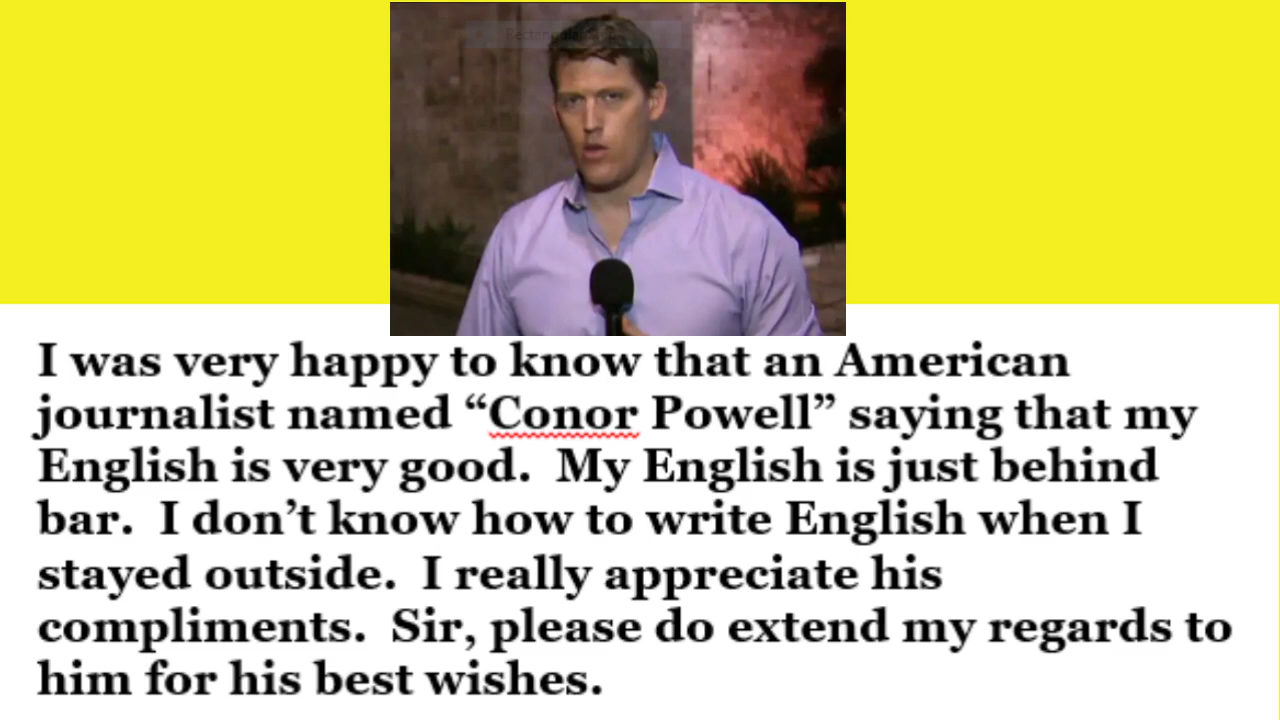 I was very happy to know that an American
journalist named “Conor Powell” saying that my
English is very good.  My English is just behind
bar.  I don’t know how to write English when I
stayed outside.  I really appreciate his
compliments.  Sir, please do extend my regards to
him for his best wishes.